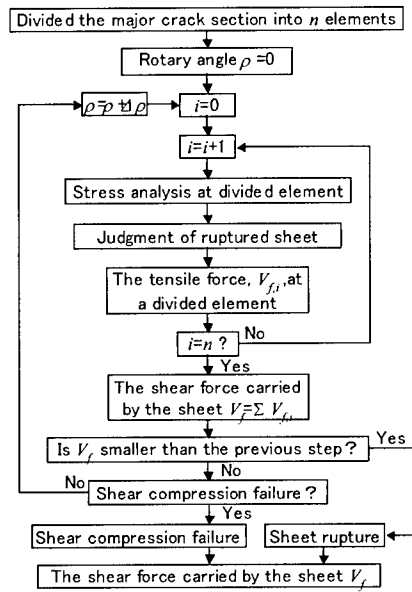 Divided the major crack section into n elements
Rotary angle ρ=0
ρ=ρ+Δρ
i=0
i=i+1
Stress analysis at divided element
Judgment of ruptured sheet
The tensile force, Vf,i,at
a divided element
i=n ?
No
Yes
The shear force carried
by the sheet Vf=Σ Vf,i
Is Vf smaller than the previous step?
Yes
No
No
Shear compression failure?
Yes
Shear compression failure
Sheet rupture
The shear force carried by the sheet Vf